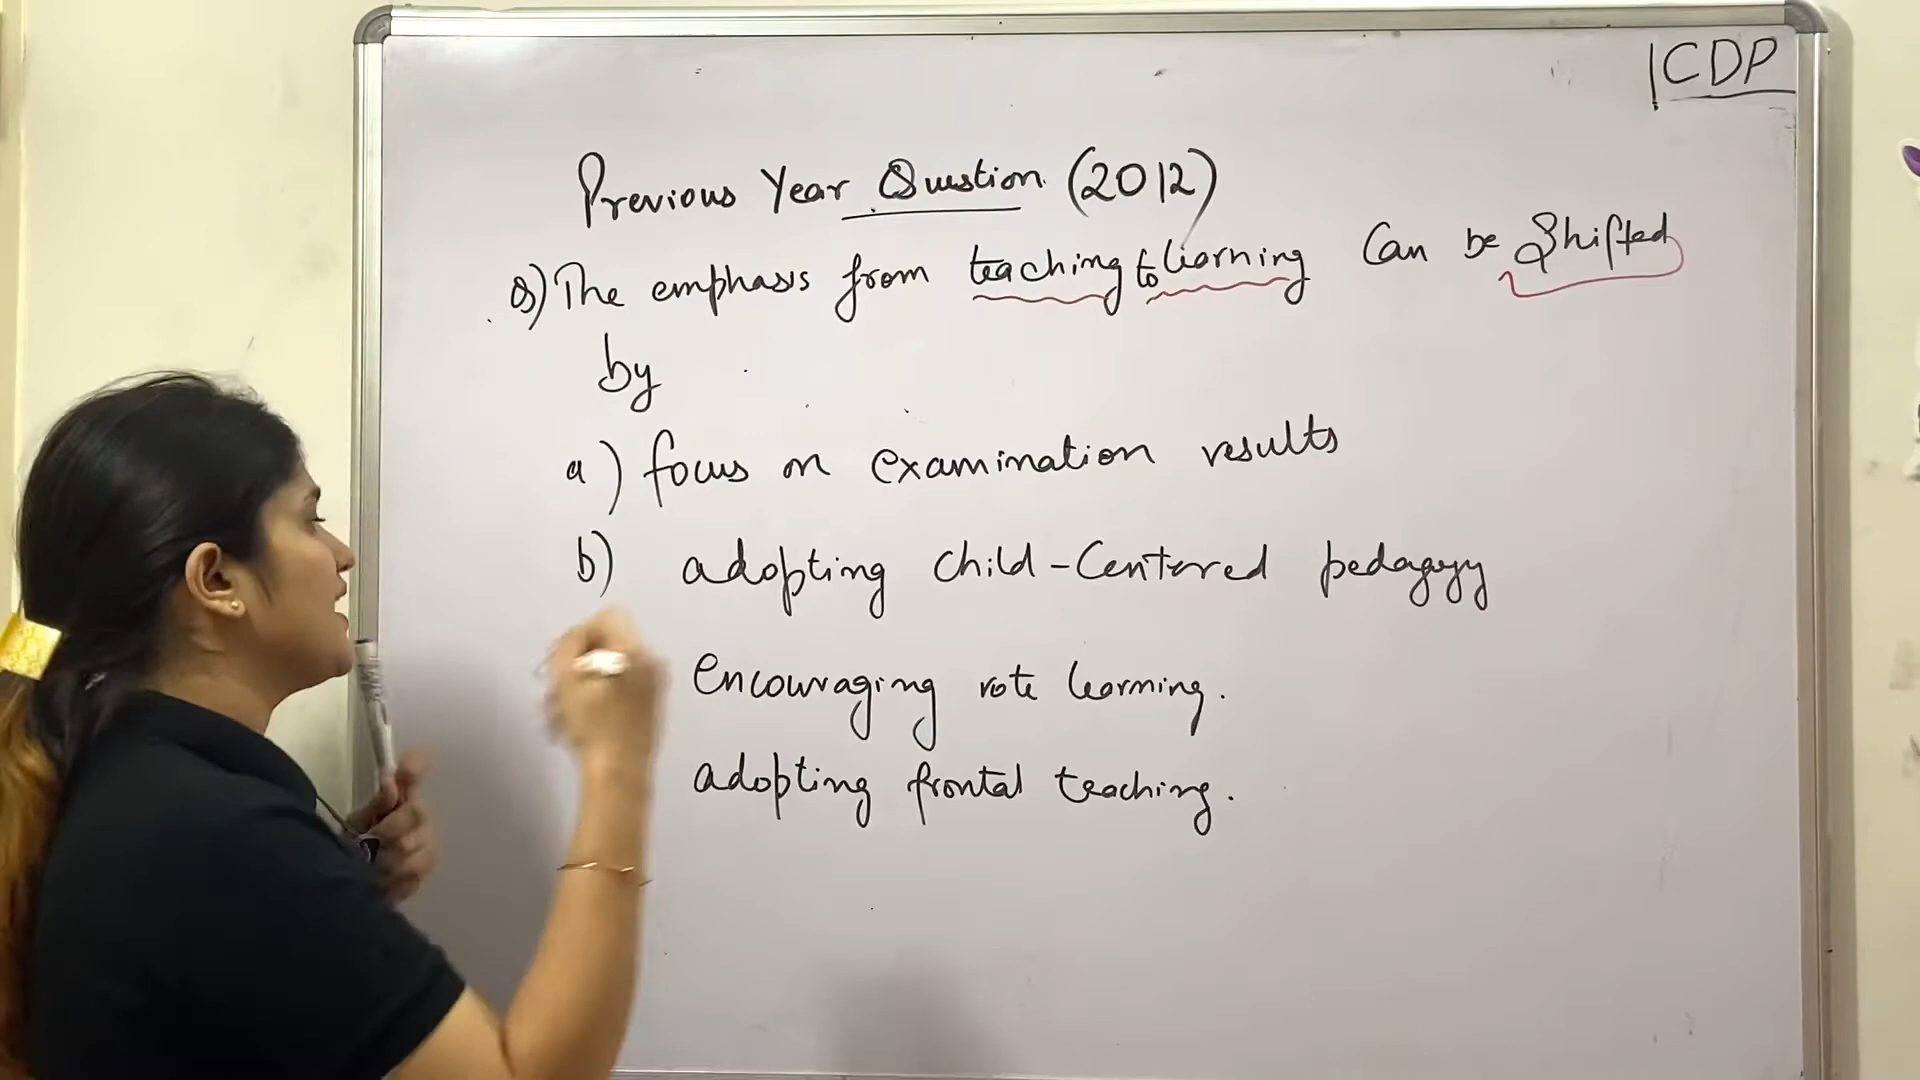 CDP
Previous Year Question (2012)
Q) The emphasis from teaching to learning Can be Shifted
by
a) focus on examination results
b) adopting child-Centered pedagogy
encouraging rote learning.
adopting frontal teaching.